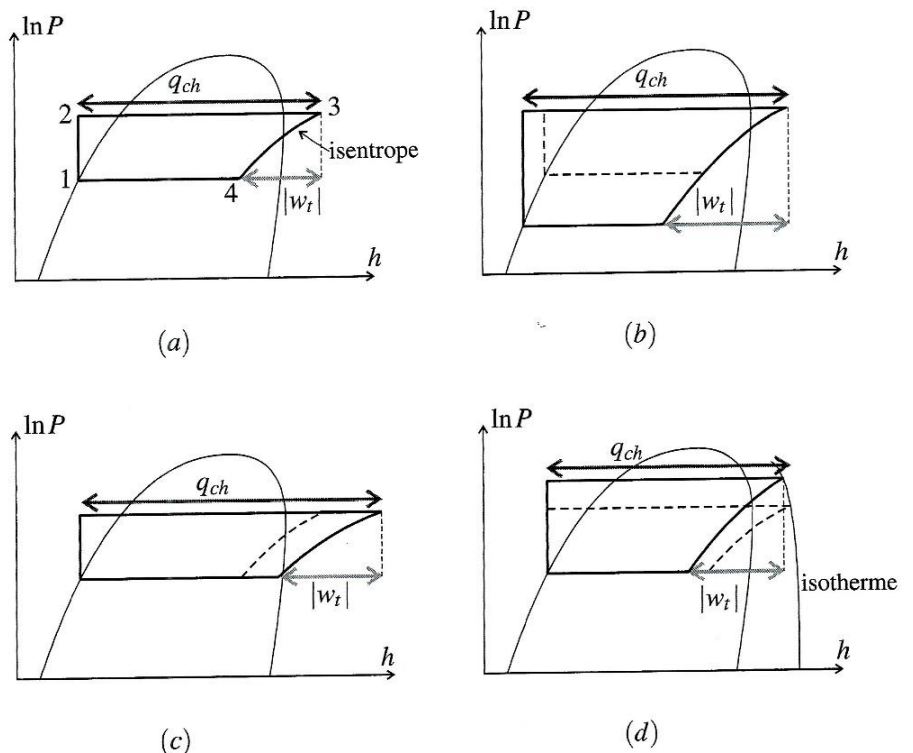 ln P
q_ch
2
3
isentrope
1
4
|w_t|
h
(a)
ln P
q_ch
|w_t|
h
(b)
ln P
q_ch
|w_t|
h
(c)
ln P
q_ch
isotherme
|w_t|
h
(d)